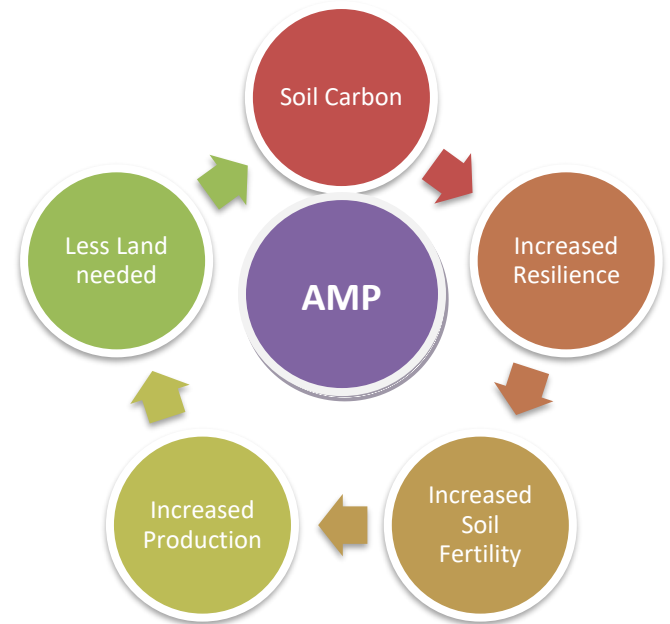 Soil Carbon
Increased
Resilience
Increased
Soil
Fertility
Increased
Production
Less Land
needed
AMP